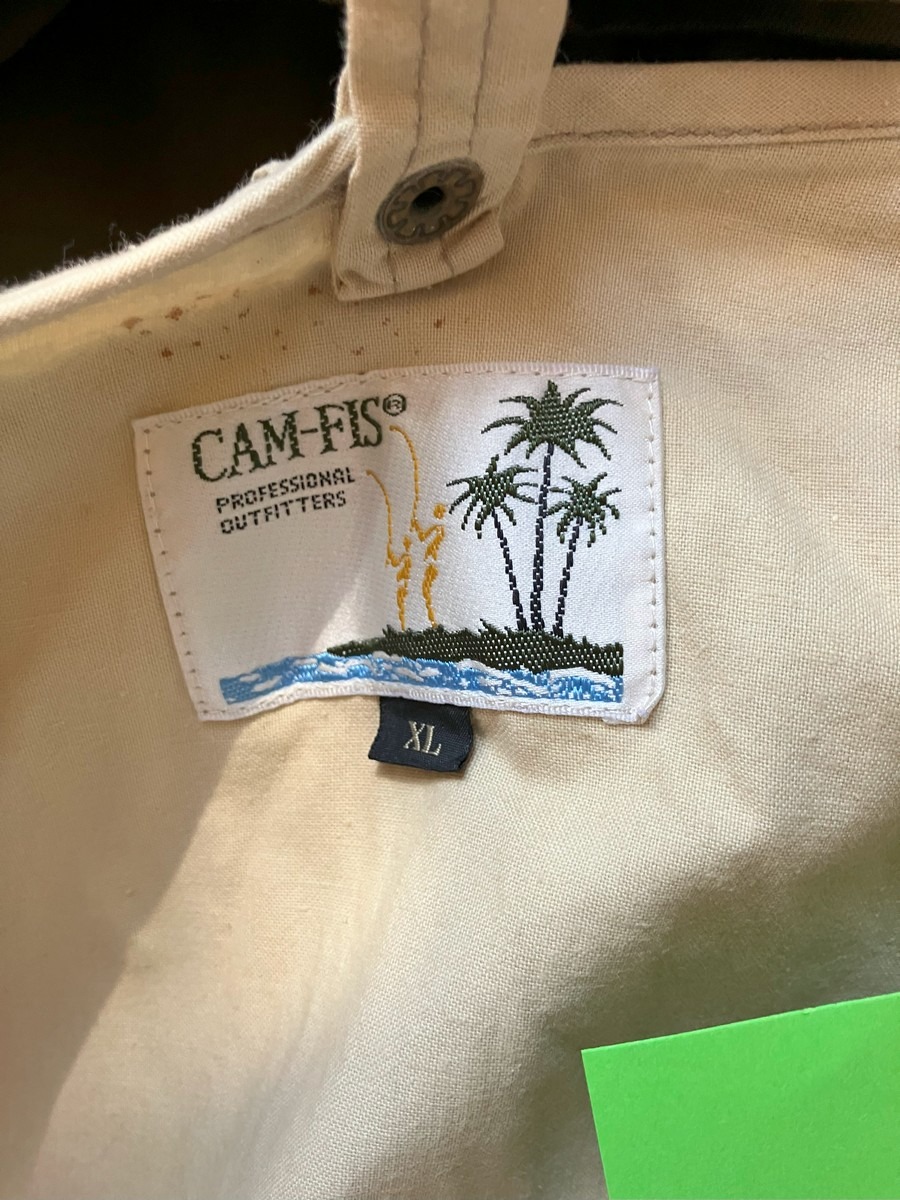 CAM-FIS®
PROFESSIONAL
OUTFITTERS
XL